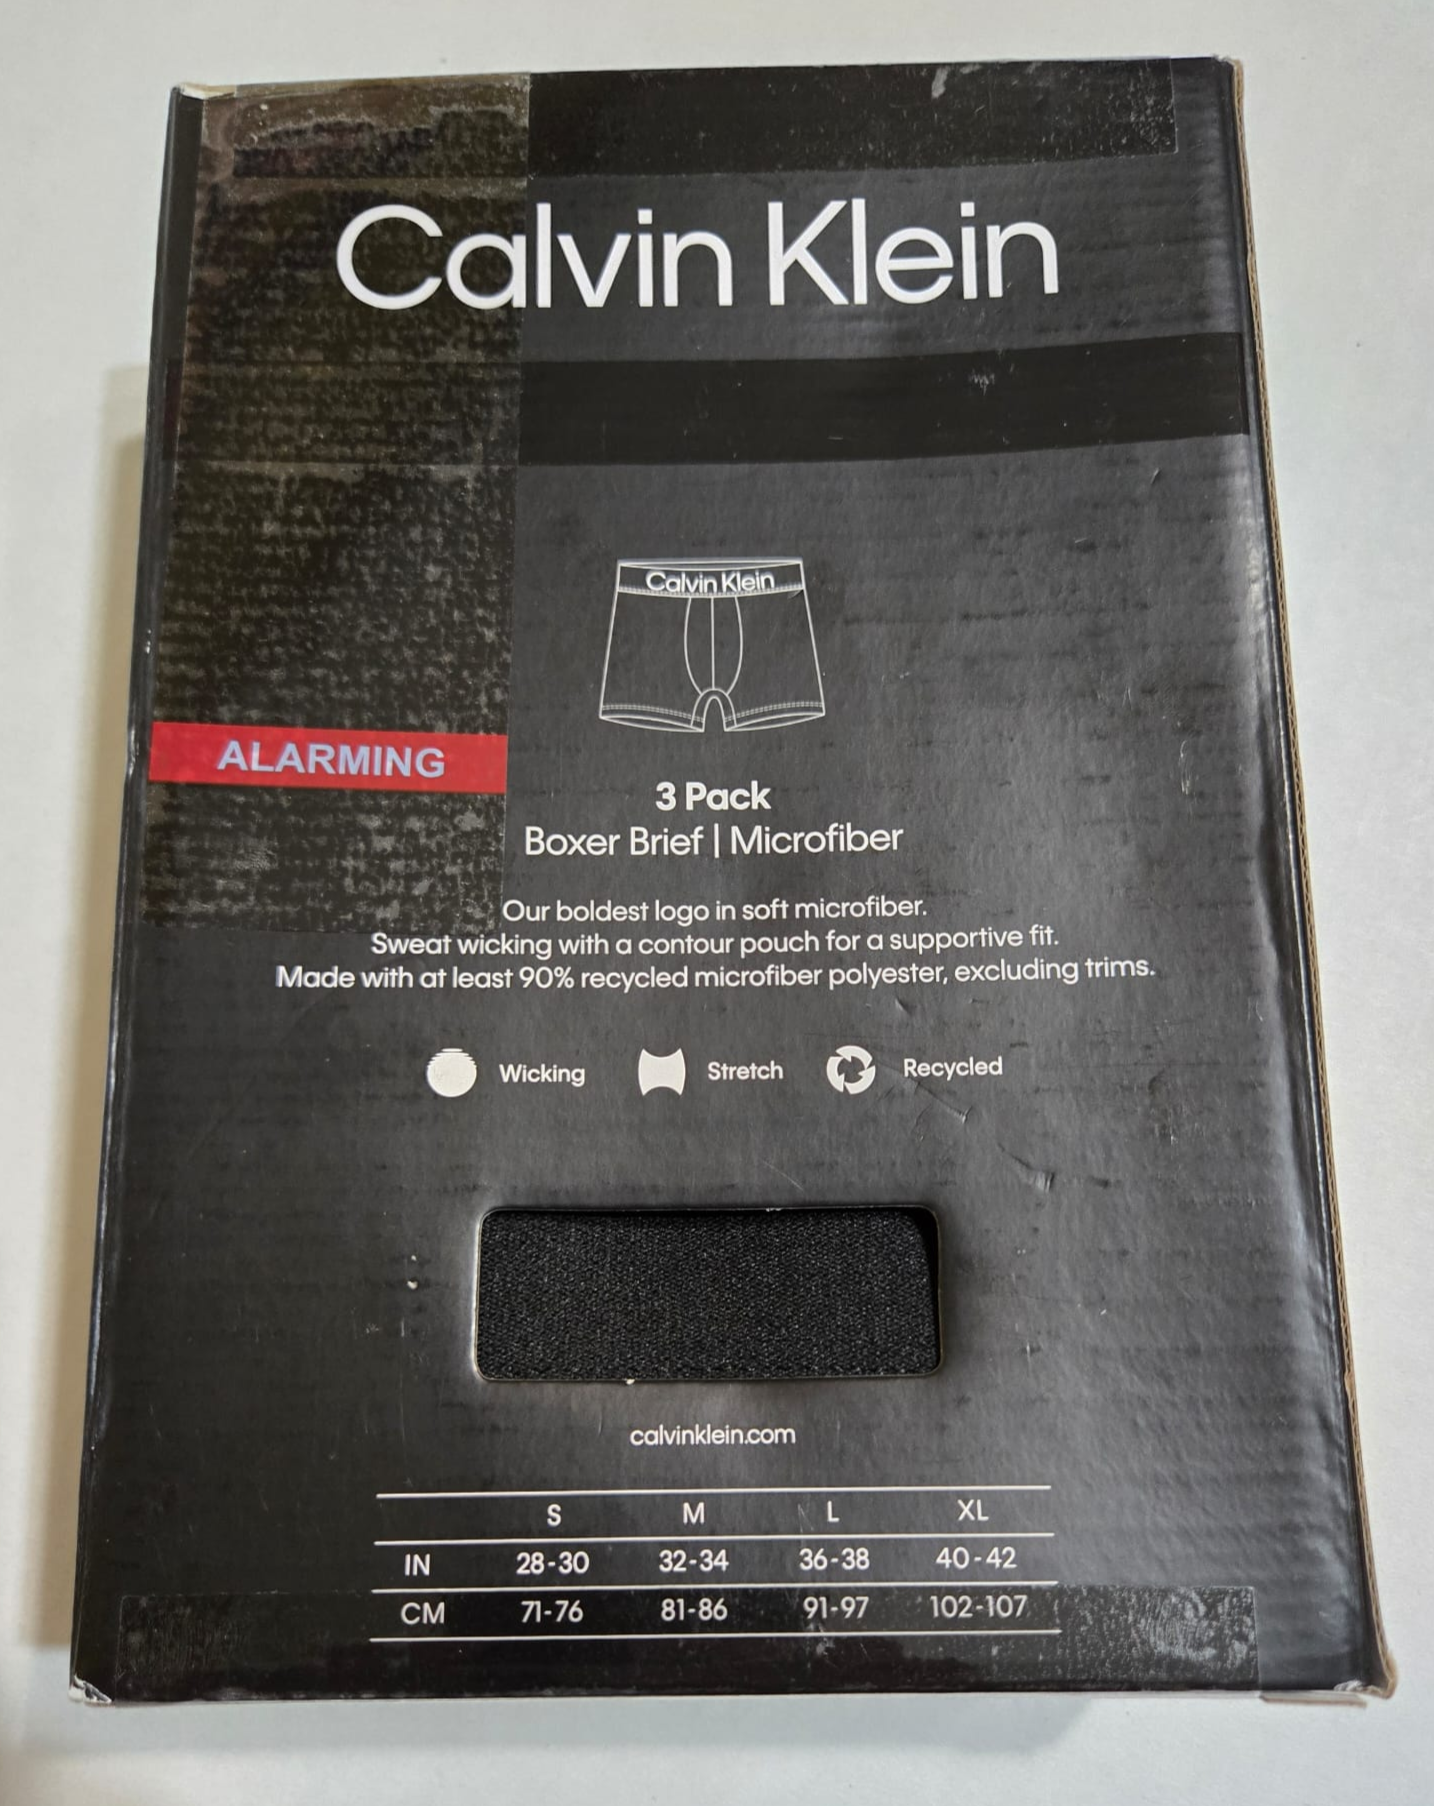 Calvin Klein
Calvin Klein
ALARMING
3 Pack
Boxer Brief | Microfiber
Our boldest logo in soft microfiber.
Sweat wicking with a contour pouch for a supportive fit.
Made with at least 90% recycled microfiber polyester, excluding trims.
Wicking Stretch Recycled
calvinklein.com
S M L XL
IN 28-30 32-34 36-38 40-42
CM 71-76 81-86 91-97 102-107